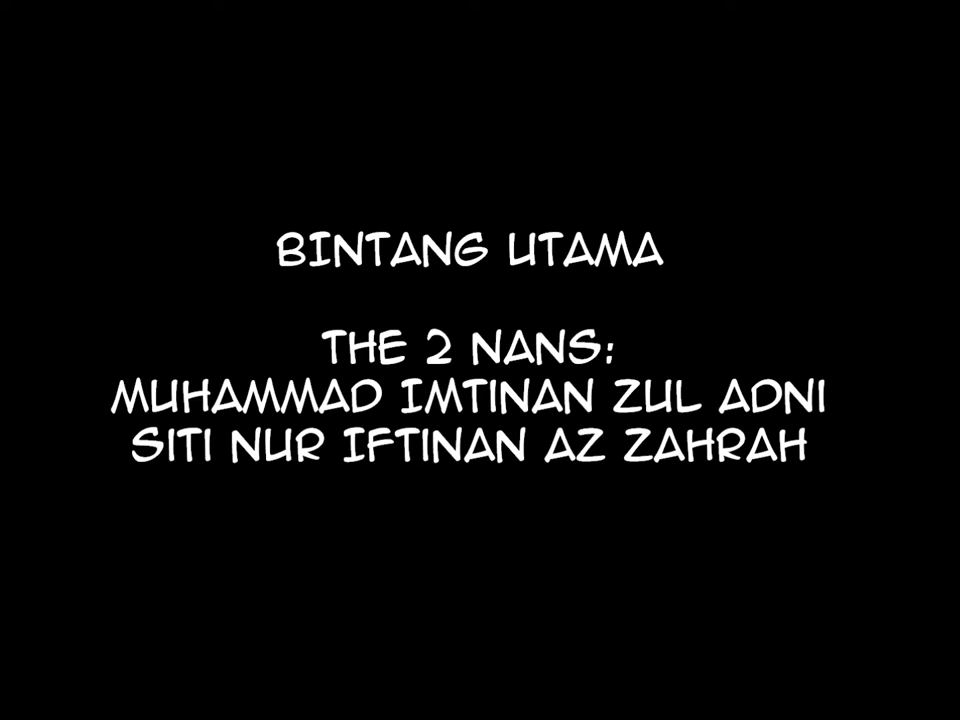 BINTANG UTAMA
THE 2 NANS:
MUHAMMAD IMTINAN ZUL ADNI
SITI NUR IFTINAN AZ ZAHRAH